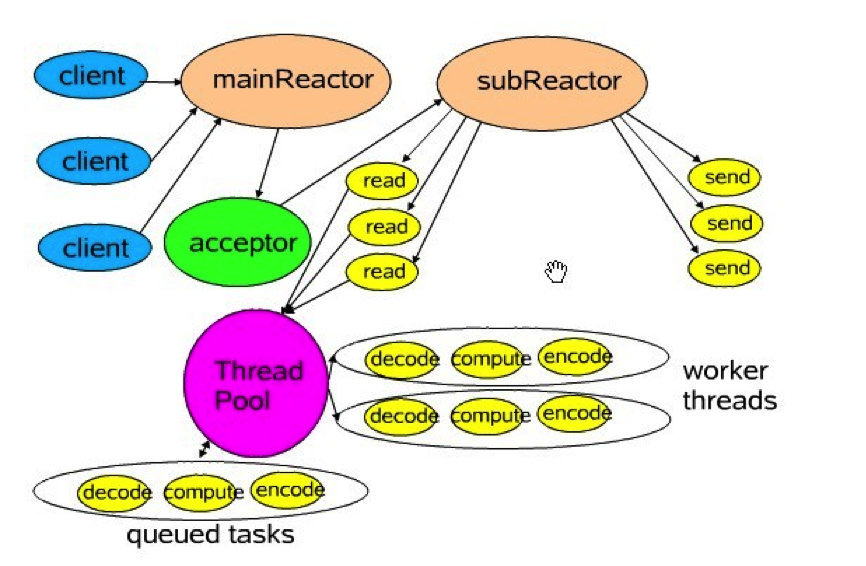 client
mainReactor
subReactor
client
read
send
client
acceptor
read
send
read
send
Thread
Pool
decode compute encode
worker
threads
decode compute encode
decode compute encode
queued tasks